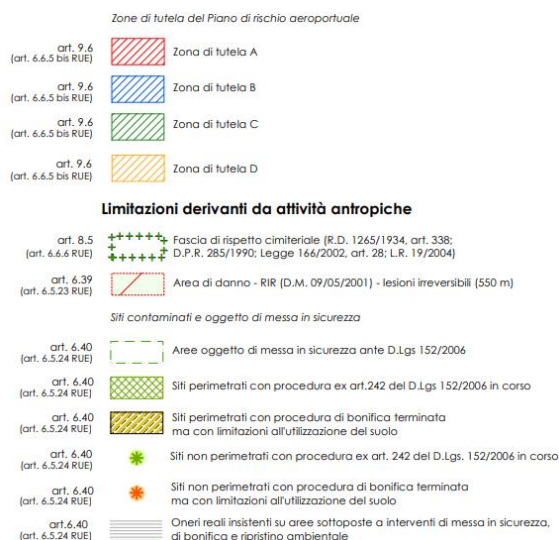 Zone di tutela del Piano di rischio aeroportuale
art. 9.6
(art. 6.6.5 bis RUE)
Zona di tutela A
art. 9.6
(art. 6.6.5 bis RUE)
Zona di tutela B
art. 9.6
(art. 6.6.5 bis RUE)
Zona di tutela C
art. 9.6
(art. 6.6.5 bis RUE)
Zona di tutela D
Limitazioni derivanti da attività antropiche
art. 8.5
(art. 6.6.6 RUE)
Fascia di rispetto cimiteriale (R.D. 1265/1934, art. 338;
D.P.R. 285/1990; Legge 166/2002, art. 28; L.R. 19/2004)
art. 6.39
(art. 6.5.23 RUE)
Area di danno - RIR (D.M. 09/05/2001) - lesioni irreversibili (550 m)
Siti contaminati e oggetto di messa in sicurezza
art. 6.40
(art. 6.5.24 RUE)
Aree oggetto di messa in sicurezza ante D.Lgs 152/2006
art. 6.40
(art. 6.5.24 RUE)
Siti perimetrati con procedura ex art.242 del D.Lgs 152/2006 in corso
art. 6.40
(art. 6.5.24 RUE)
Siti perimetrati con procedura di bonifica terminata
ma con limitazioni all'utilizzazione del suolo
art. 6.40
(art. 6.5.24 RUE)
Siti non perimetrati con procedura ex art. 242 del D.Lgs. 152/2006 in corso
art. 6.40
(art. 6.5.24 RUE)
Siti non perimetrati con procedura di bonifica terminata
ma con limitazioni all'utilizzazione del suolo
art.6.40
(art. 6.5.24 RUE)
Oneri reali insistenti su aree sottoposte a interventi di messa in sicurezza,
di bonifica e ripristino ambientale